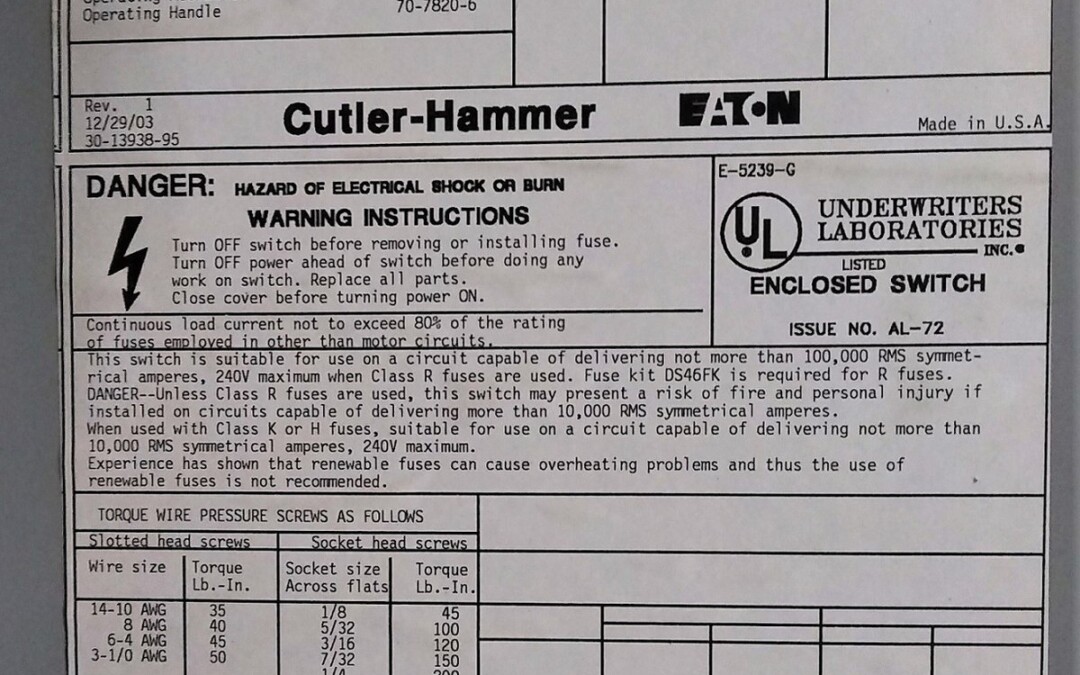 Operating Handle 70-7820-6
Rev. 1
12/29/03
30-13938-95
Cutler-Hammer
EATON
Made in U.S.A.
DANGER: HAZARD OF ELECTRICAL SHOCK OR BURN
WARNING INSTRUCTIONS
Turn OFF switch before removing or installing fuse.
Turn OFF power ahead of switch before doing any
work on switch. Replace all parts.
Close cover before turning power ON.
Continuous load current not to exceed 80% of the rating
of fuses employed in other than motor circuits.
E-5239-G
UL
UNDERWRITERS
LABORATORIES
INC.
LISTED
ENCLOSED SWITCH
ISSUE NO. AL-72
This switch is suitable for use on a circuit capable of delivering not more than 100,000 RMS symmet-
rical amperes, 240V maximum when Class R fuses are used. Fuse kit DS46FK is required for R fuses.
DANGER--Unless Class R fuses are used, this switch may present a risk of fire and personal injury if
installed on circuits capable of delivering more than 10,000 RMS symmetrical amperes.
When used with Class K or H fuses, suitable for use on a circuit capable of delivering not more than
10,000 RMS symmetrical amperes, 240V maximum.
Experience has shown that renewable fuses can cause overheating problems and thus the use of
renewable fuses is not recommended.
TORQUE WIRE PRESSURE SCREWS AS FOLLOWS
Slotted head screws Socket head screws
Wire size Torque Socket size Torque
Lb.-In. Across flats Lb.-In.
14-10 AWG 35 1/8 45
8 AWG 40 5/32 100
6-4 AWG 45 3/16 120
3-1/0 AWG 50 7/32 150